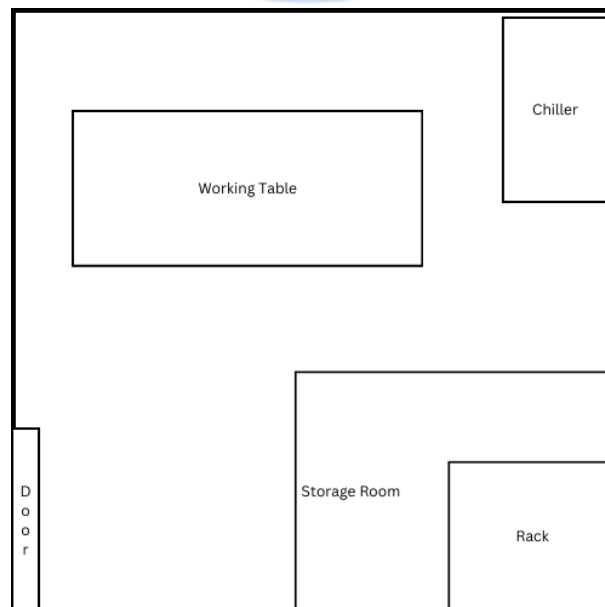 Chiller
Working Table
D
o
o
r
Storage Room
Rack